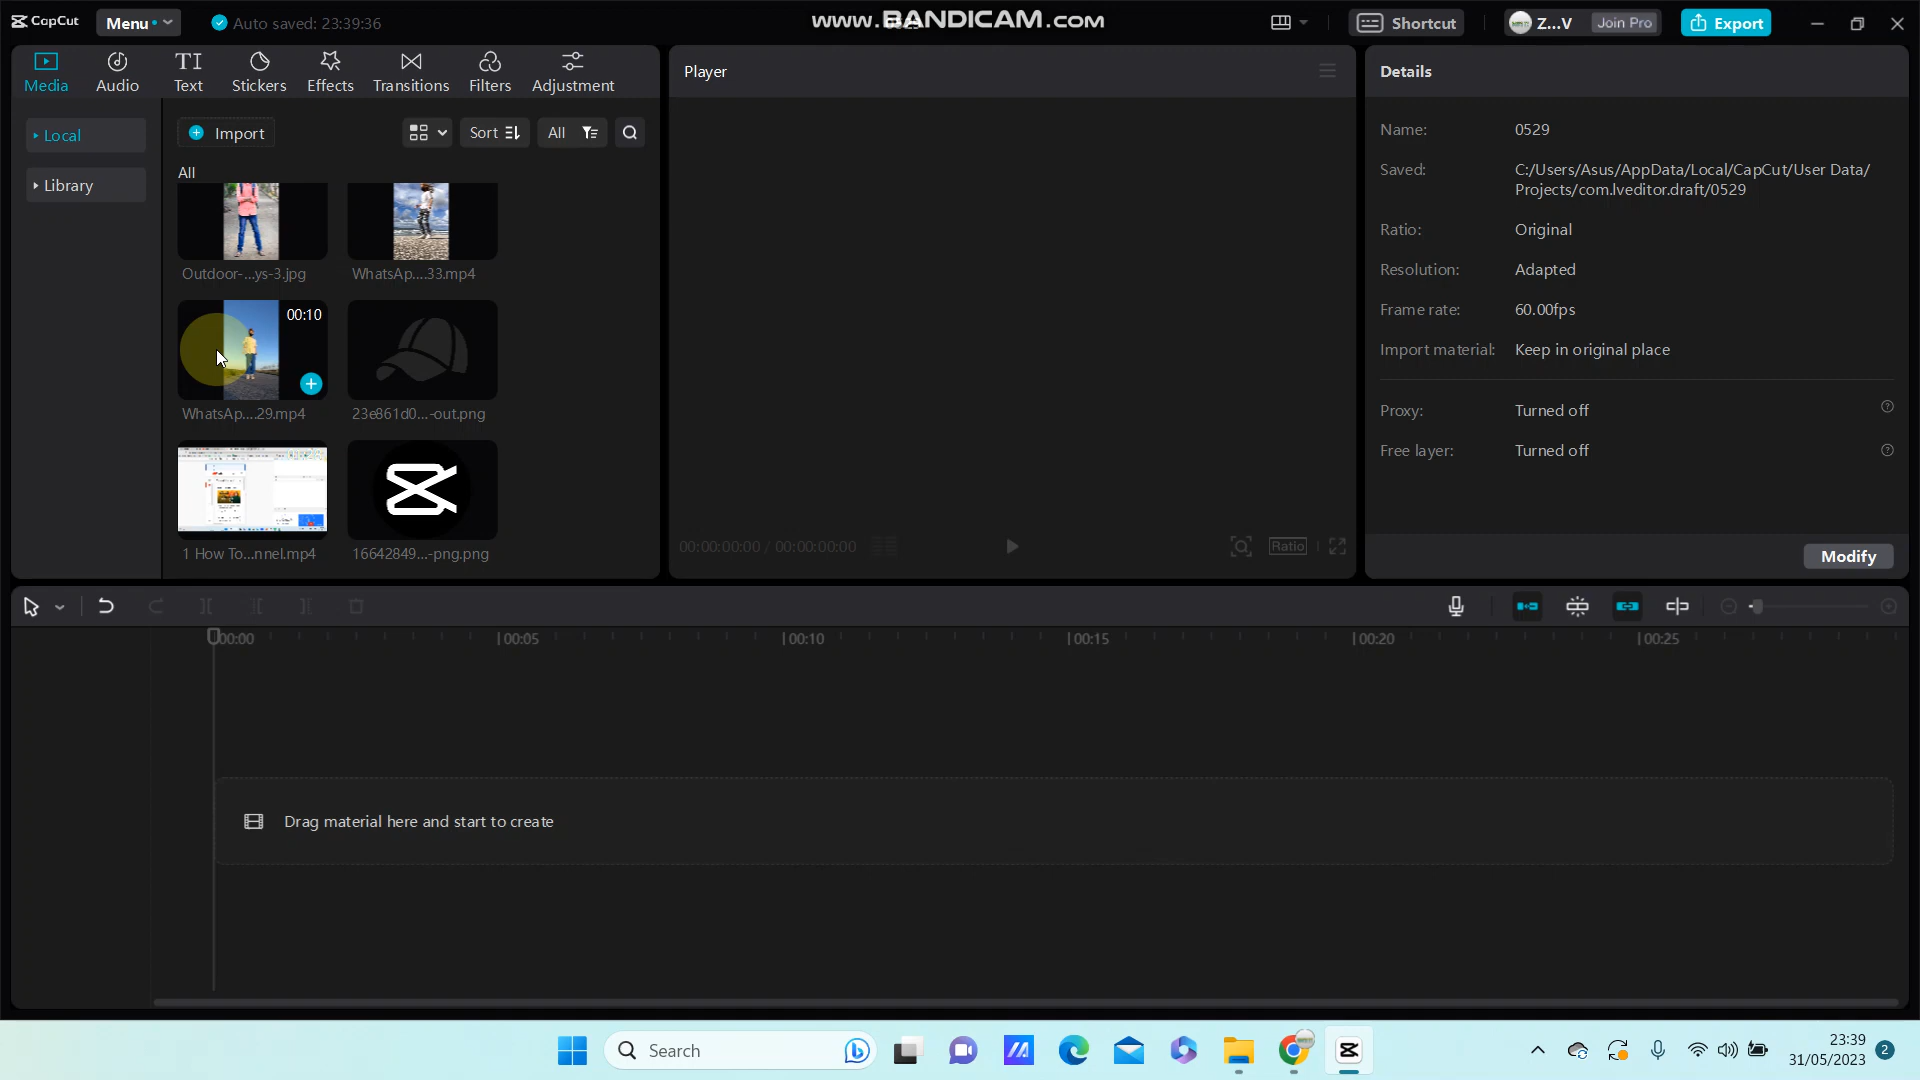 CapCut
Menu
Auto saved: 23:39:36
www.BANDICAM.com
Shortcut
Z...V
Join Pro
Export
Media
Audio
Text
Stickers
Effects
Transitions
Filters
Adjustment
Player
Details
Local
Library
Import
Sort
All
All
Outdoor-...ys-3.jpg
WhatsAp....33.mp4
00:10
WhatsAp....29.mp4
23e861d0...-out.png
1 How To...nnel.mp4
16642849...-png.png
00:00:00:00 / 00:00:00:00
Ratio
Name: 0529
Saved: C:/Users/Asus/AppData/Local/CapCut/User Data/
Projects/com.lveditor.draft/0529
Ratio: Original
Resolution: Adapted
Frame rate: 60.00fps
Import material: Keep in original place
Proxy: Turned off
Free layer: Turned off
Modify
00:00
00:05
00:10
00:15
00:20
00:25
Drag material here and start to create
Search
23:39
31/05/2023
2